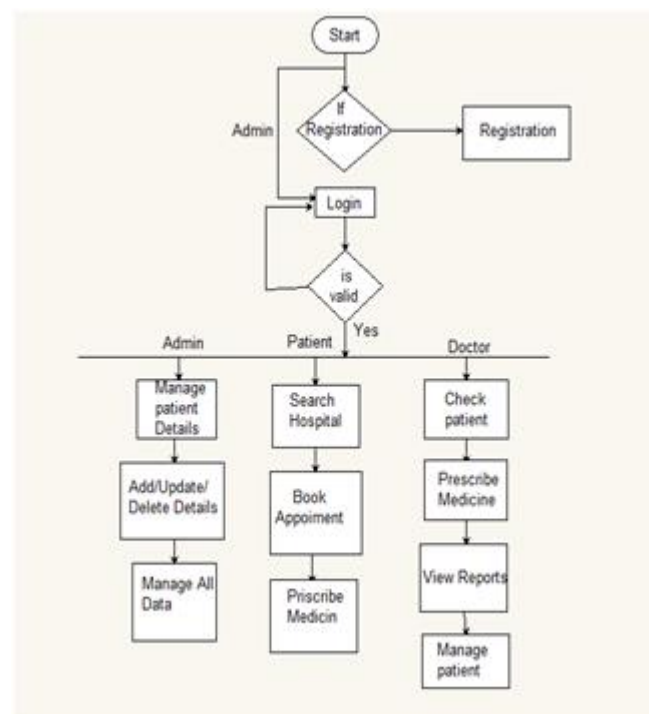 Start
If
Registration
Admin
Registration
Login
is
valid
Yes
Admin
Patient
Doctor
Manage
patient
Details
Search
Hospital
Check
patient
Add/Update/
Delete Details
Book
Appoiment
Prescribe
Medicine
Manage All
Data
Priscribe
Medicin
View Reports
Manage
patient